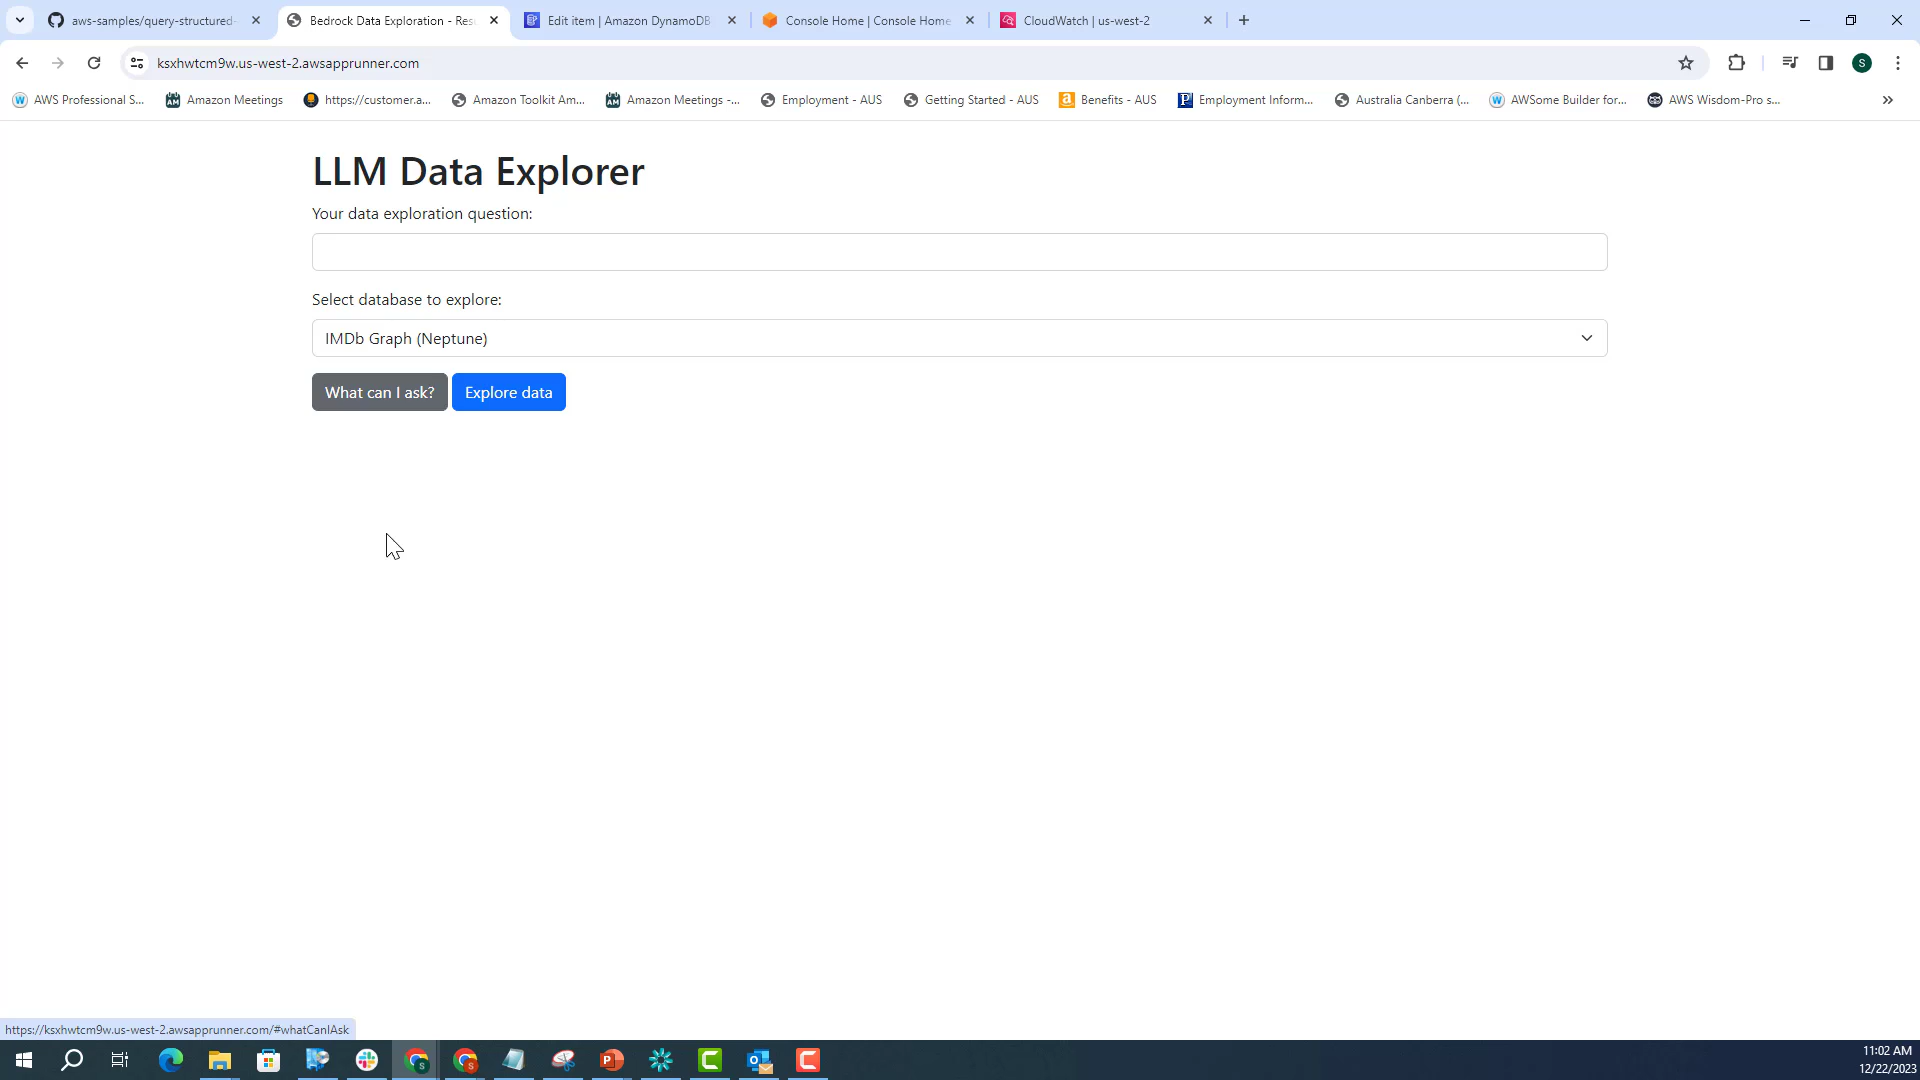 aws-samples/query-structured-
Bedrock Data Exploration - Res
Edit item | Amazon DynamoDB
Console Home | Console Home
CloudWatch | us-west-2
ksxhwtcm9w.us-west-2.awsapprunner.com
S
AWS Professional S...
Amazon Meetings
https://customer.a...
Amazon Toolkit Am...
Amazon Meetings -...
Employment - AUS
Getting Started - AUS
Benefits - AUS
Employment Inform...
Australia Canberra (...
AWSome Builder for...
AWS Wisdom-Pro s...
LLM Data Explorer
Your data exploration question:
Select database to explore:
IMDb Graph (Neptune)
What can I ask?
Explore data
https://ksxhwtcm9w.us-west-2.awsapprunner.com/#whatCanIAsk
11:02 AM
12/22/2023